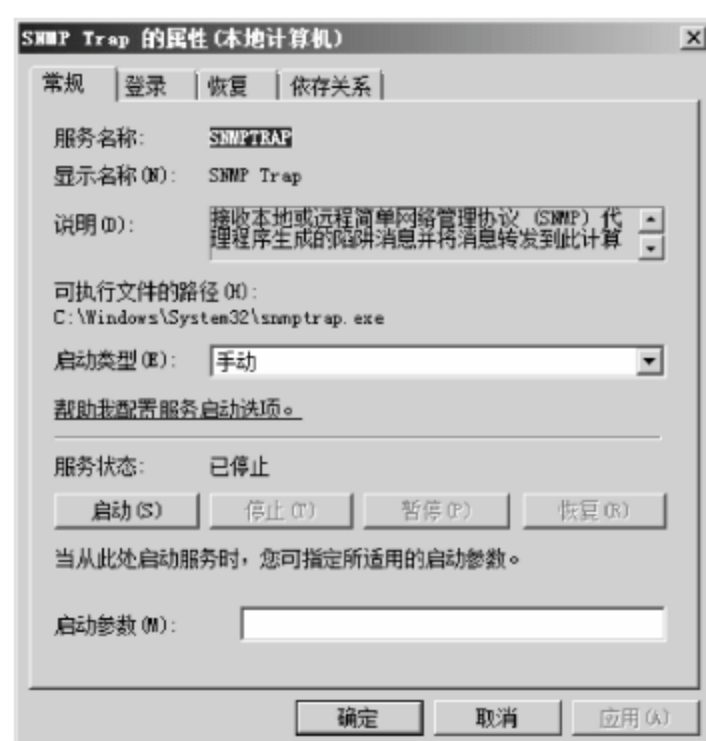 SNMP Trap 的属性(本地计算机)
常规 登录 恢复 依存关系
服务名称: SNMPTRAP
显示名称(N): SNMP Trap
说明(D): 接收本地或远程简单网络管理协议 (SNMP) 代
理程序生成的陷阱消息并将消息转发到此计算
可执行文件的路径(H):
C:\Windows\System32\snmptrap.exe
启动类型(E): 手动
帮助我配置服务启动选项。
服务状态: 已停止
启动(S) 停止(T) 暂停(P) 恢复(R)
当从此处启动服务时，您可指定所适用的启动参数。
启动参数(M):
确定 取消 应用(A)